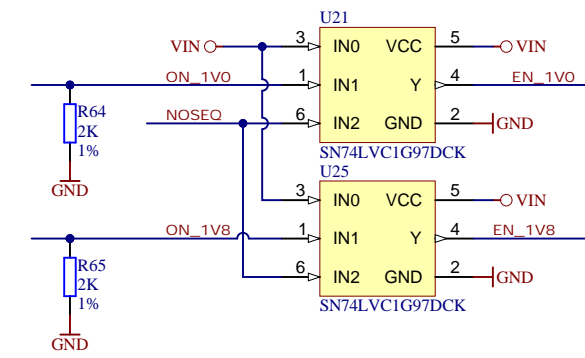 U21
VIN 3 IN0 VCC 5 VIN
ON_1V0 1 IN1 Y 4 EN_1V0
R64
2K
1%
NOSEQ 6 IN2 GND 2 GND
SN74LVC1G97DCK
GND
U25
3 IN0 VCC 5 VIN
ON_1V8 1 IN1 Y 4 EN_1V8
R65
2K
1%
6 IN2 GND 2 GND
SN74LVC1G97DCK
GND